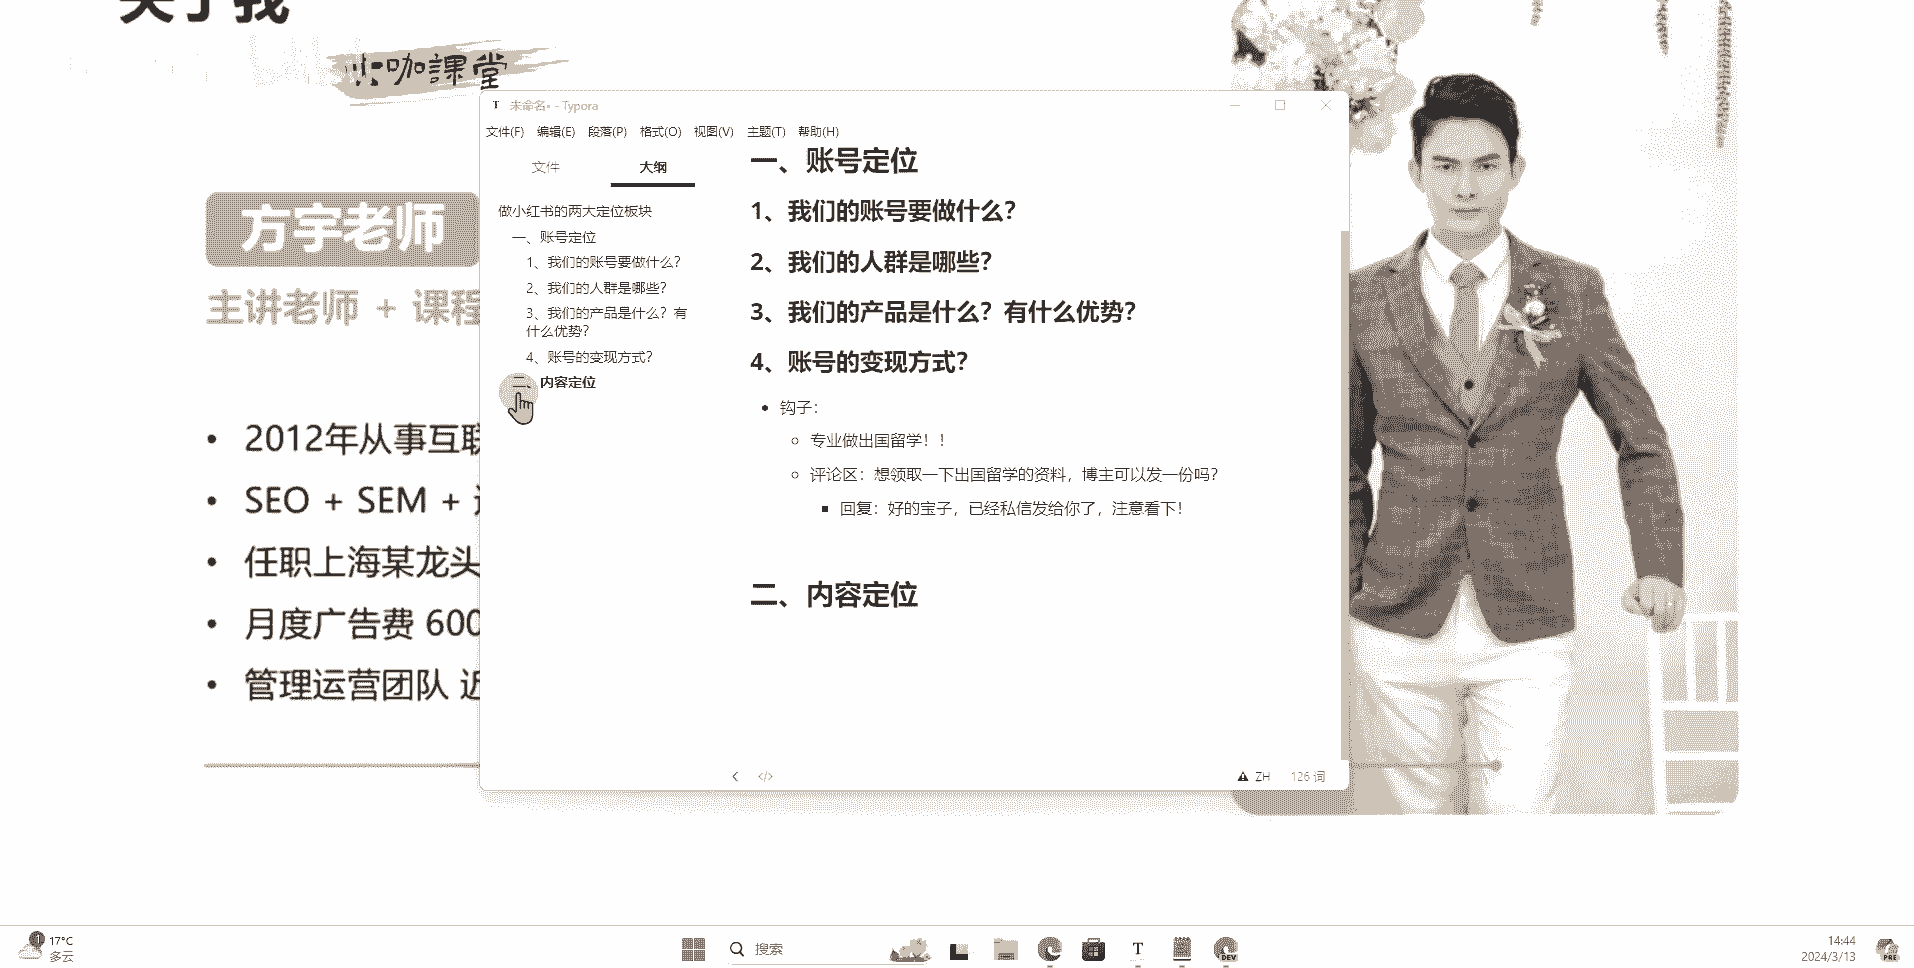 关于我
小咖課堂
方宇老师
主讲老师 + 课程
• 2012年从事互联
• SEO + SEM +
• 任职上海某龙头
• 月度广告费 600
• 管理运营团队 近
未命名• - Typora
文件(F) 编辑(E) 段落(P) 格式(O) 视图(V) 主题(T) 帮助(H)
文件 大纲
做小红书的两大定位板块
一、账号定位
1、我们的账号要做什么?
2、我们的人群是哪些?
3、我们的产品是什么? 有
什么优势?
4、账号的变现方式?
二、内容定位
一、账号定位
1、我们的账号要做什么?
2、我们的人群是哪些?
3、我们的产品是什么? 有什么优势?
4、账号的变现方式?
• 钩子:
专业做出国留学! !
评论区: 想领取一下出国留学的资料, 博主可以发一份吗?
回复: 好的宝子, 已经私信发给你了, 注意看下!
二、内容定位
</> ZH 126 词
1
17°C
多云
搜索
T
DEV
14:44
2024/3/13
PRE